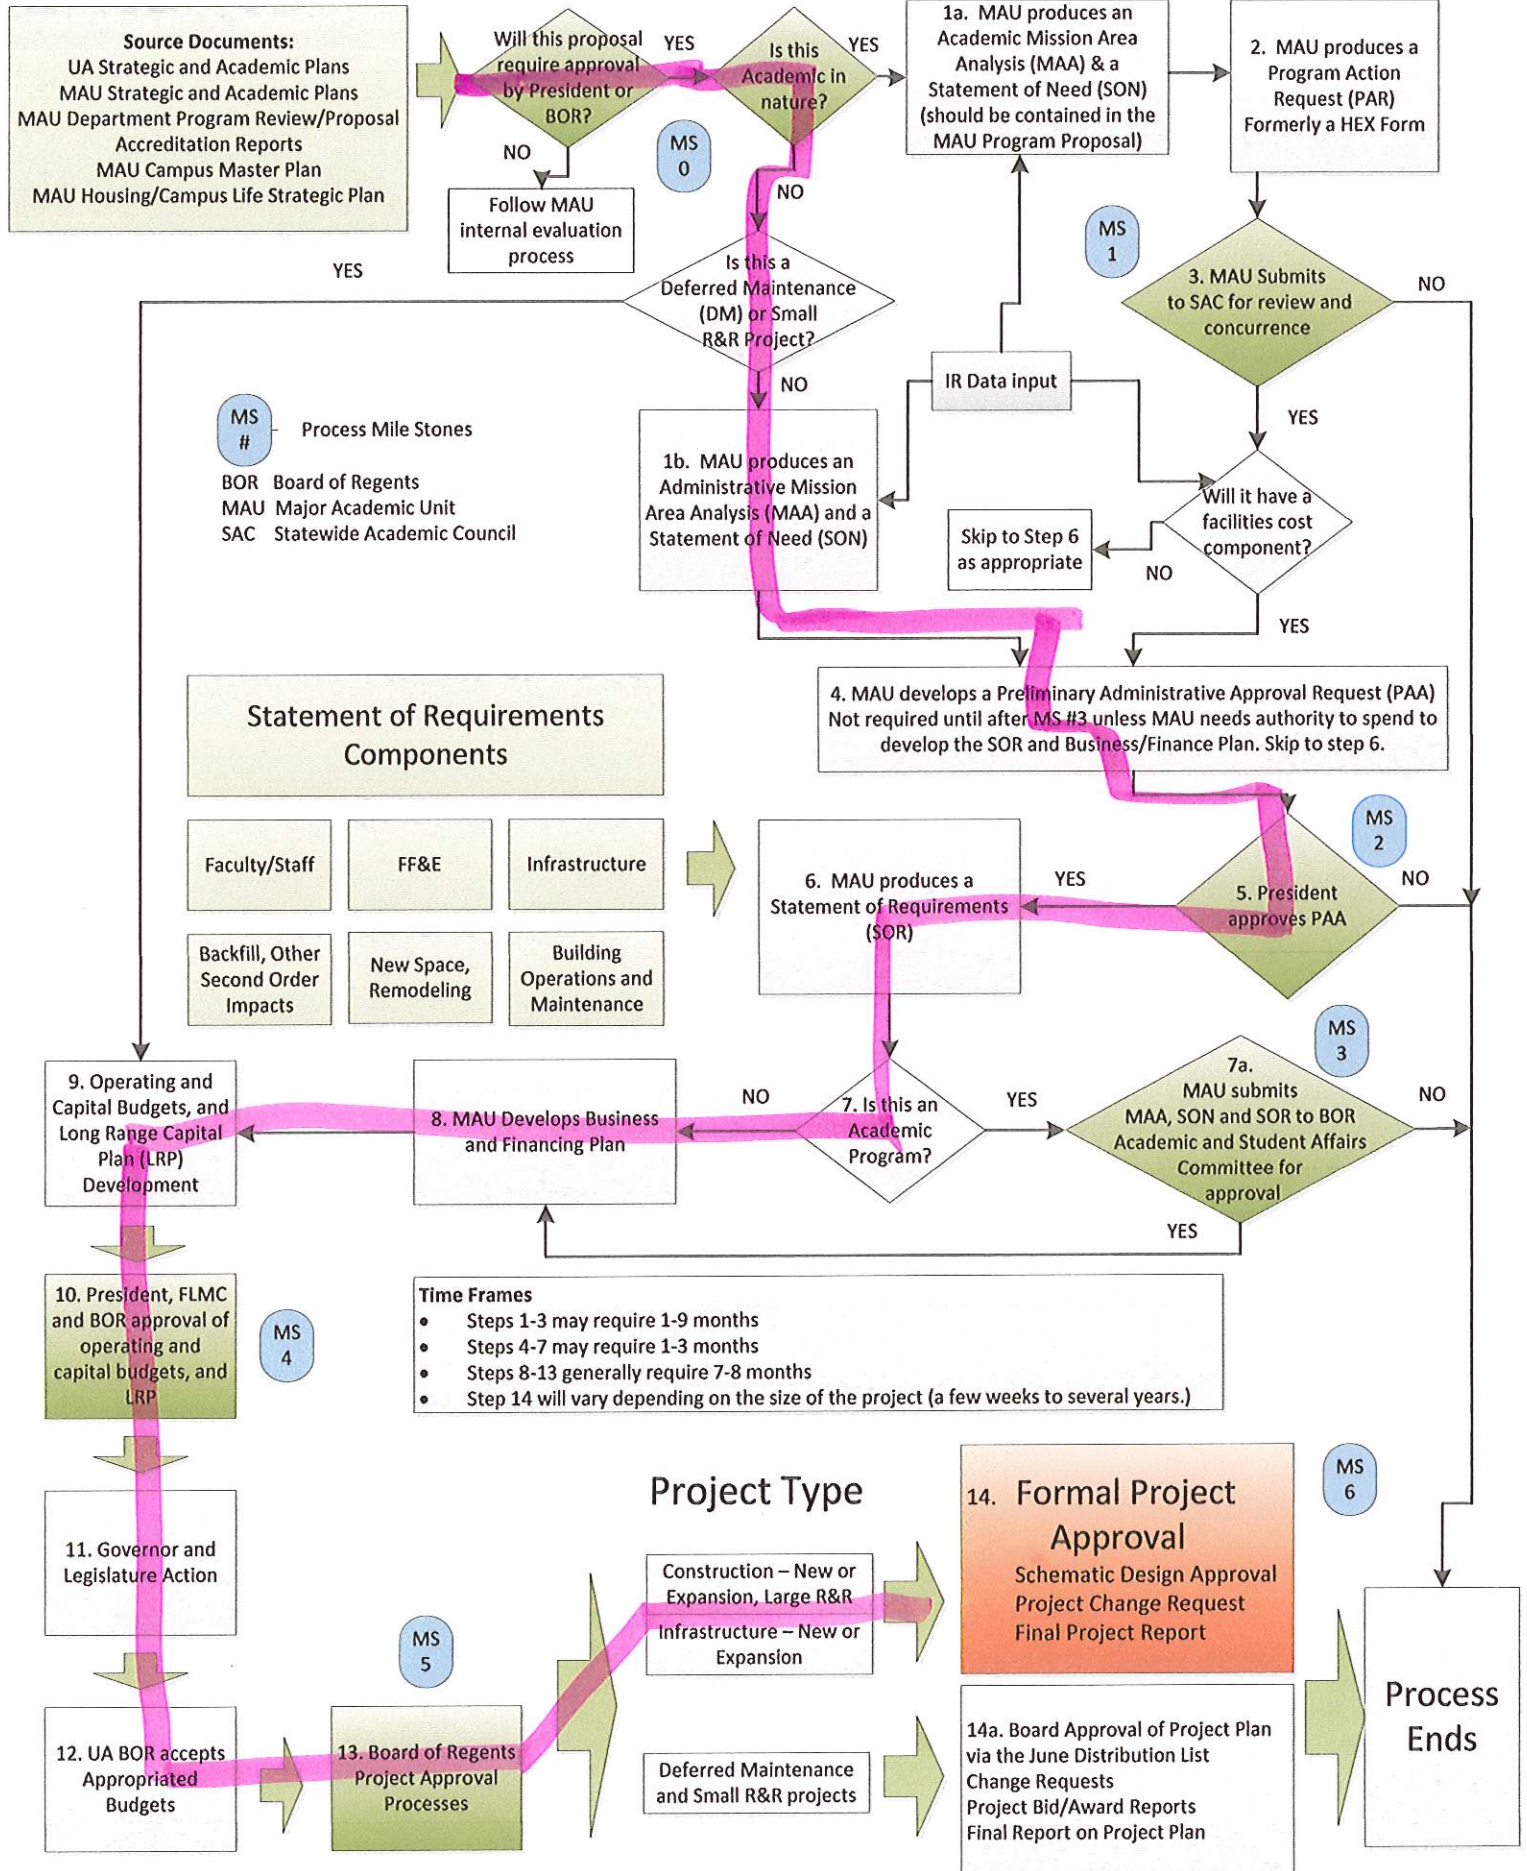 Source Documents:
UA Strategic and Academic Plans
MAU Strategic and Academic Plans
MAU Department Program Review/Proposal
Accreditation Reports
MAU Campus Master Plan
MAU Housing/Campus Life Strategic Plan
Will this proposal
require approval
by President or
BOR?
YES
NO
Follow MAU
internal evaluation
process
MS
0
Is this
Academic in
nature?
YES
NO
1a. MAU produces an
Academic Mission Area
Analysis (MAA) & a
Statement of Need (SON)
(should be contained in the
MAU Program Proposal)
2. MAU produces a
Program Action
Request (PAR)
Formerly a HEX Form
MS
1
3. MAU Submits
to SAC for review and
concurrence
NO
YES
YES
Is this a
Deferred Maintenance
(DM) or Small
R&R Project?
NO
IR Data input
MS
#
Process Mile Stones
BOR Board of Regents
MAU Major Academic Unit
SAC Statewide Academic Council
1b. MAU produces an
Administrative Mission
Area Analysis (MAA) and a
Statement of Need (SON)
Skip to Step 6
as appropriate
Will it have a
facilities cost
component?
NO
YES
4. MAU develops a Preliminary Administrative Approval Request (PAA)
Not required until after MS #3 unless MAU needs authority to spend to
develop the SOR and Business/Finance Plan. Skip to step 6.
Statement of Requirements
Components
Faculty/Staff
FF&E
Infrastructure
Backfill, Other
Second Order
Impacts
New Space,
Remodeling
Building
Operations and
Maintenance
6. MAU produces a
Statement of Requirements
(SOR)
YES
MS
2
5. President
approves PAA
NO
MS
3
9. Operating and
Capital Budgets, and
Long Range Capital
Plan (LRP)
Development
8. MAU Develops Business
and Financing Plan
NO
7. Is this an
Academic
Program?
YES
7a.
MAU submits
MAA, SON and SOR to BOR
Academic and Student Affairs
Committee for
approval
NO
YES
10. President, FLMC
and BOR approval of
operating and
capital budgets, and
LRP
MS
4
Time Frames
• Steps 1-3 may require 1-9 months
• Steps 4-7 may require 1-3 months
• Steps 8-13 generally require 7-8 months
• Step 14 will vary depending on the size of the project (a few weeks to several years.)
11. Governor and
Legislature Action
Project Type
Construction – New or
Expansion, Large R&R
Infrastructure – New or
Expansion
14. Formal Project
Approval
Schematic Design Approval
Project Change Request
Final Project Report
MS
6
MS
5
12. UA BOR accepts
Appropriated
Budgets
13. Board of Regents
Project Approval
Processes
Deferred Maintenance
and Small R&R projects
14a. Board Approval of Project Plan
via the June Distribution List
Change Requests
Project Bid/Award Reports
Final Report on Project Plan
Process
Ends